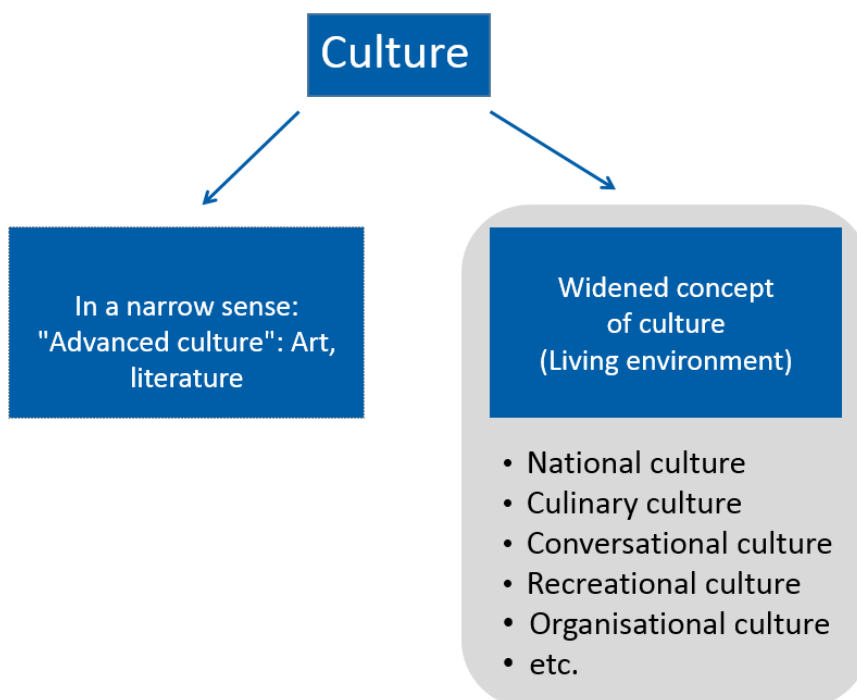 Culture
In a narrow sense:
"Advanced culture": Art,
literature
Widened concept
of culture
(Living environment)
• National culture
• Culinary culture
• Conversational culture
• Recreational culture
• Organisational culture
• etc.